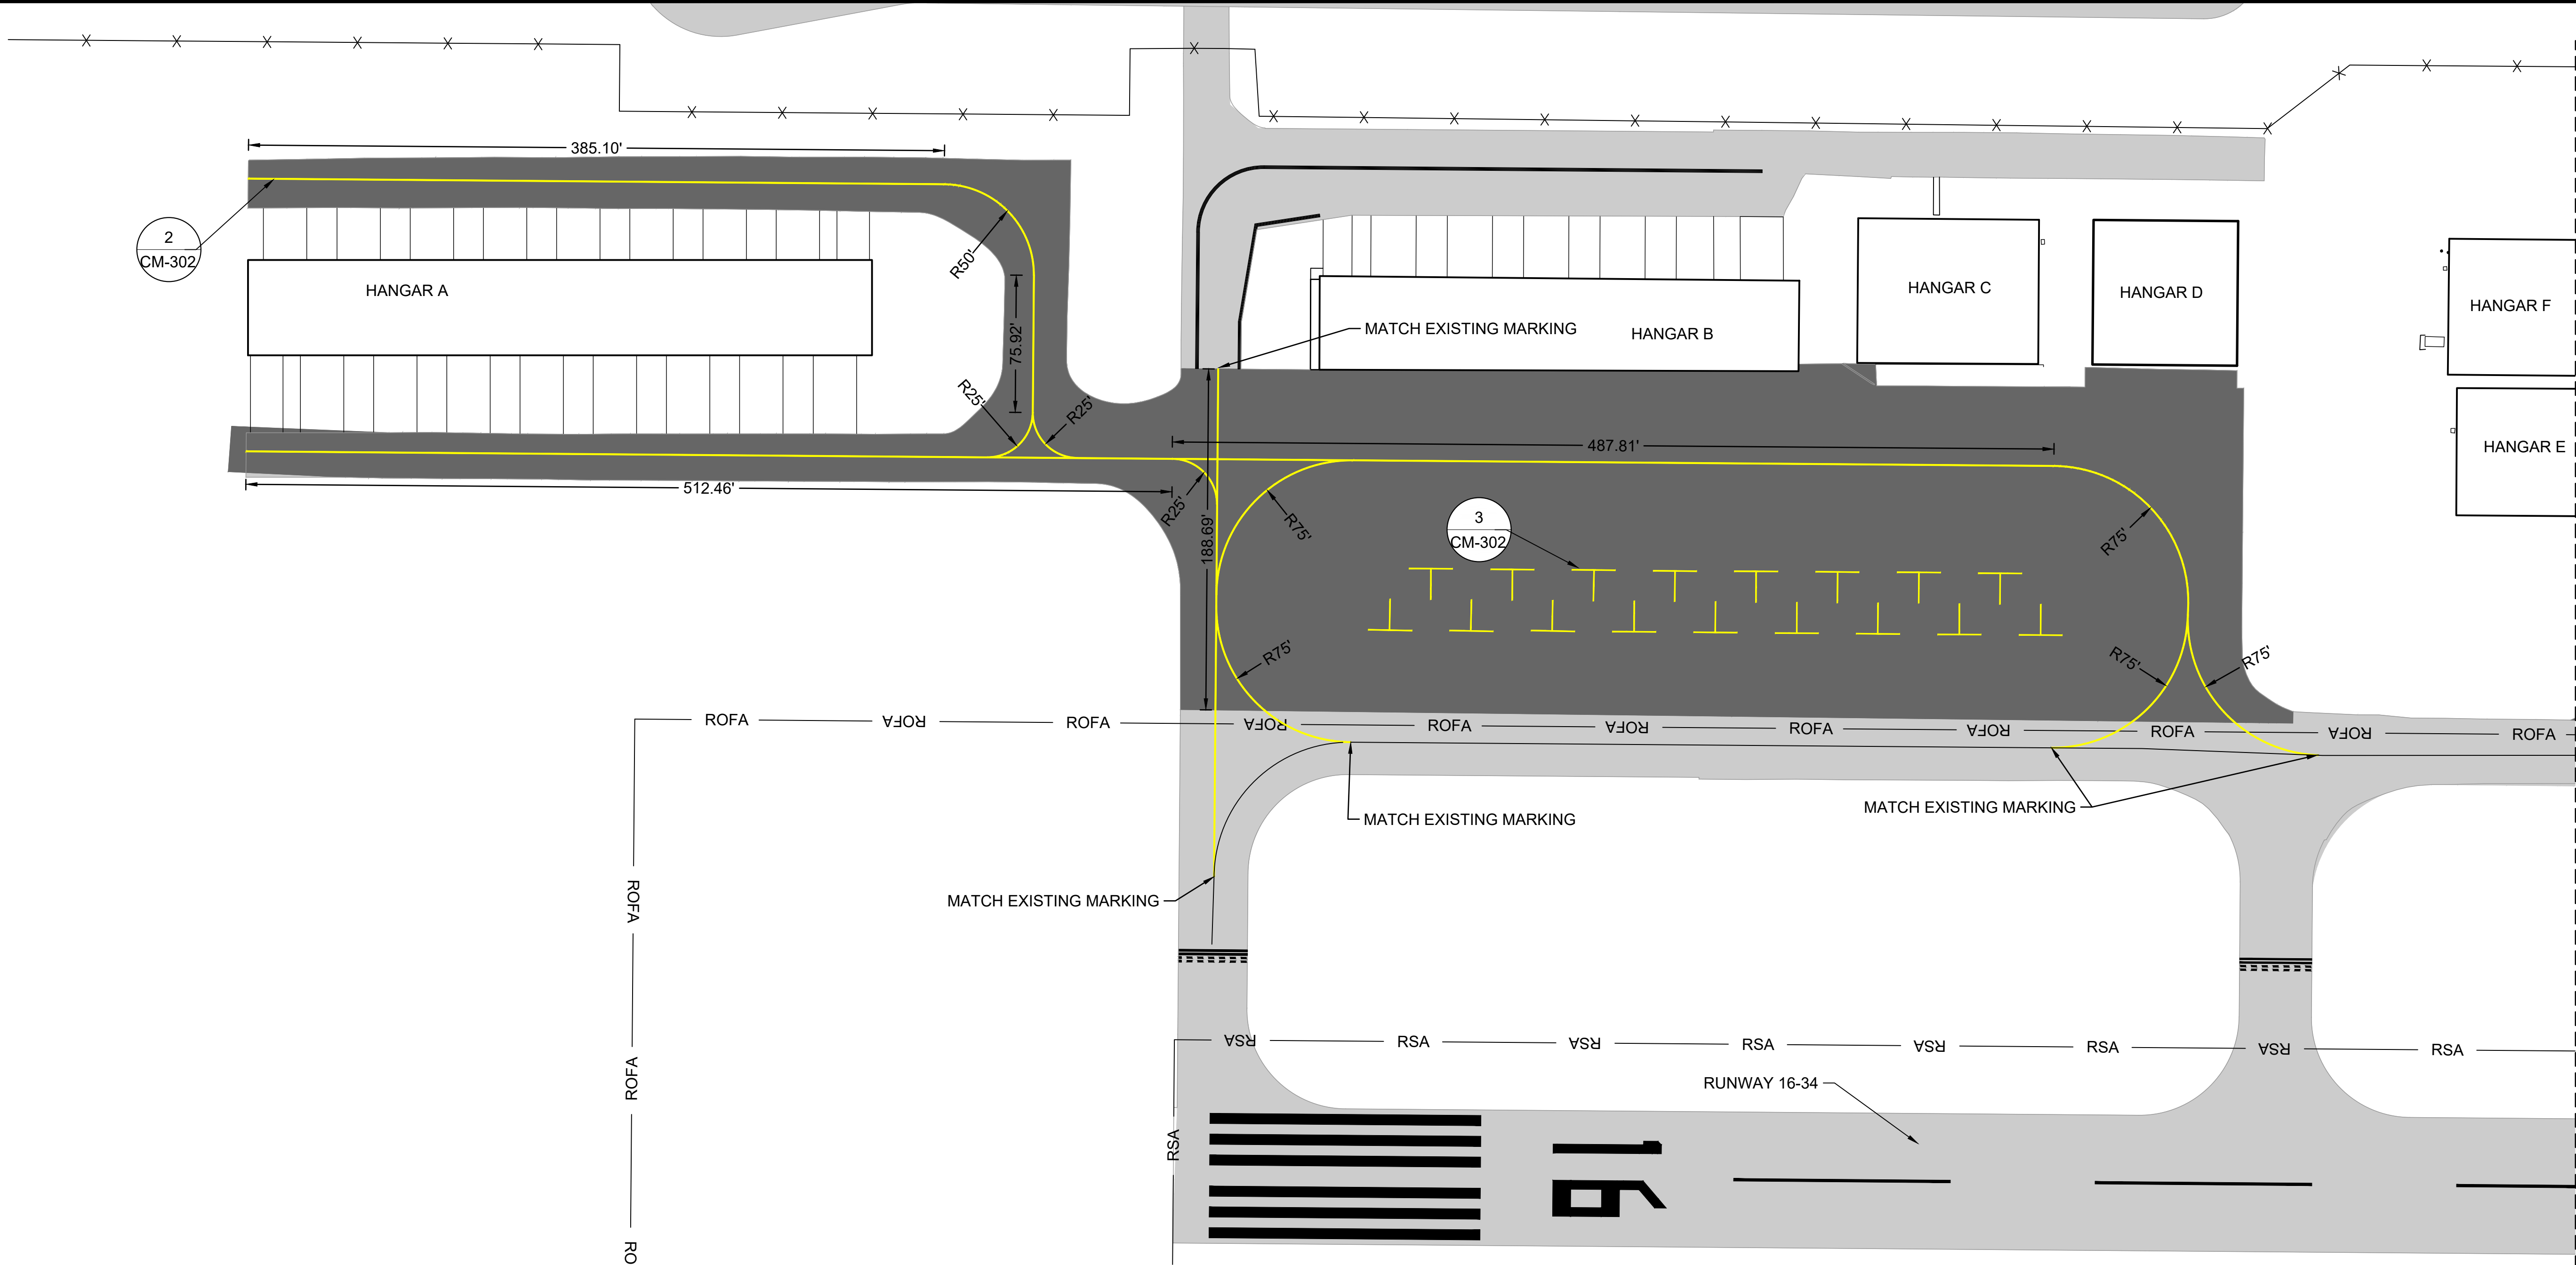 385.10'
2
CM-302
HANGAR A
R50'
75.92'
R25'
R25'
MATCH EXISTING MARKING
HANGAR B
HANGAR C
HANGAR D
HANGAR F
HANGAR E
487.81'
512.46'
R25'
188.69'
R75'
3
CM-302
R75'
R75'
R75'
R75'
ROFA
ROFA
ROFA
ROFA
ROFA
ROFA
ROFA
ROFA
ROFA
ROFA
ROFA
MATCH EXISTING MARKING
MATCH EXISTING MARKING
MATCH EXISTING MARKING
ROFA
ROFA
RO
RSA
RSA
RSA
RSA
RSA
RSA
RSA
RSA
RSA
RUNWAY 16-34
16